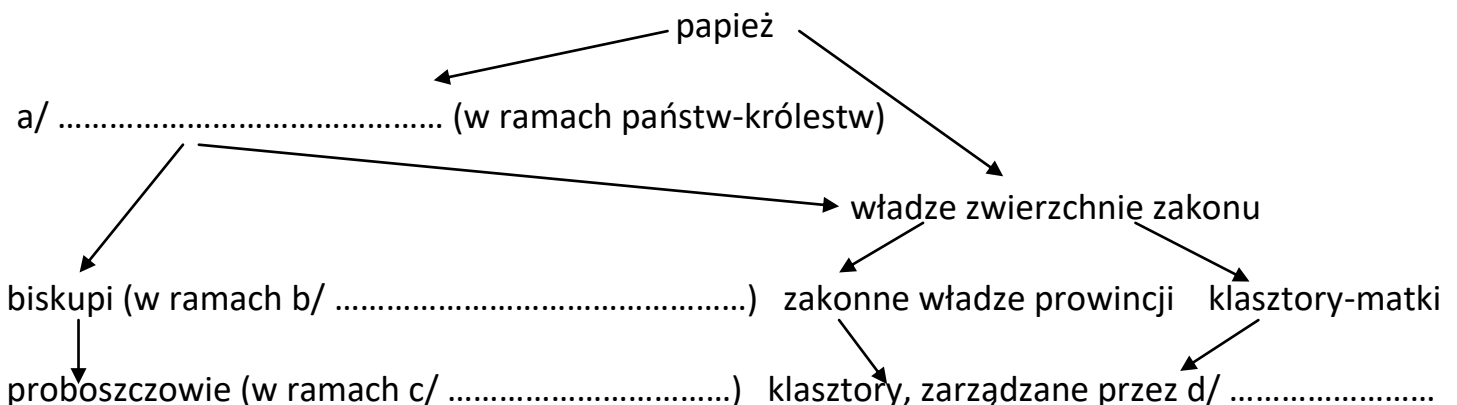 papież
a/ ………………………………………. (w ramach państw-królestw)
władze zwierzchnie zakonu
biskupi (w ramach b/ …………………………………………) zakonne władze prowincji klasztory-matki
proboszczowie (w ramach c/ ……………………………) klasztory, zarządzane przez d/ ……………………